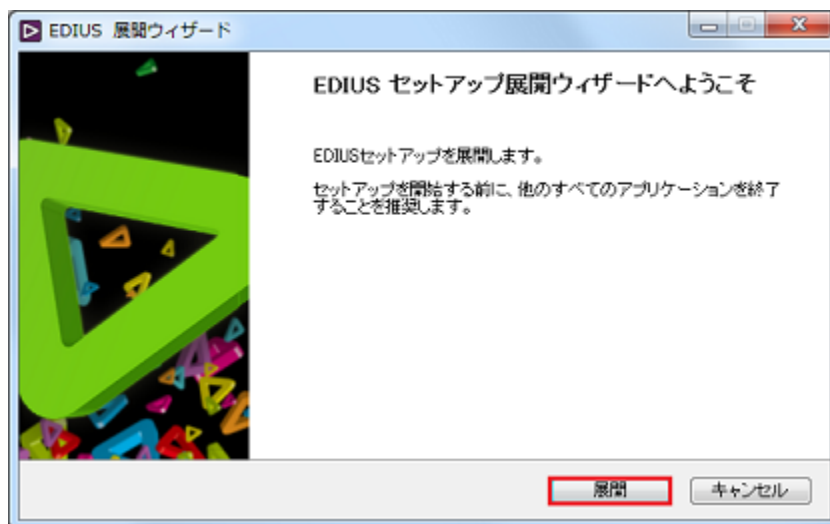 EDIUS 展開ウィザード
EDIUS セットアップ展開ウィザードへようこそ
EDIUSセットアップを展開します。
セットアップを開始する前に、他のすべてのアプリケーションを終了
することを推奨します。
展開
キャンセル